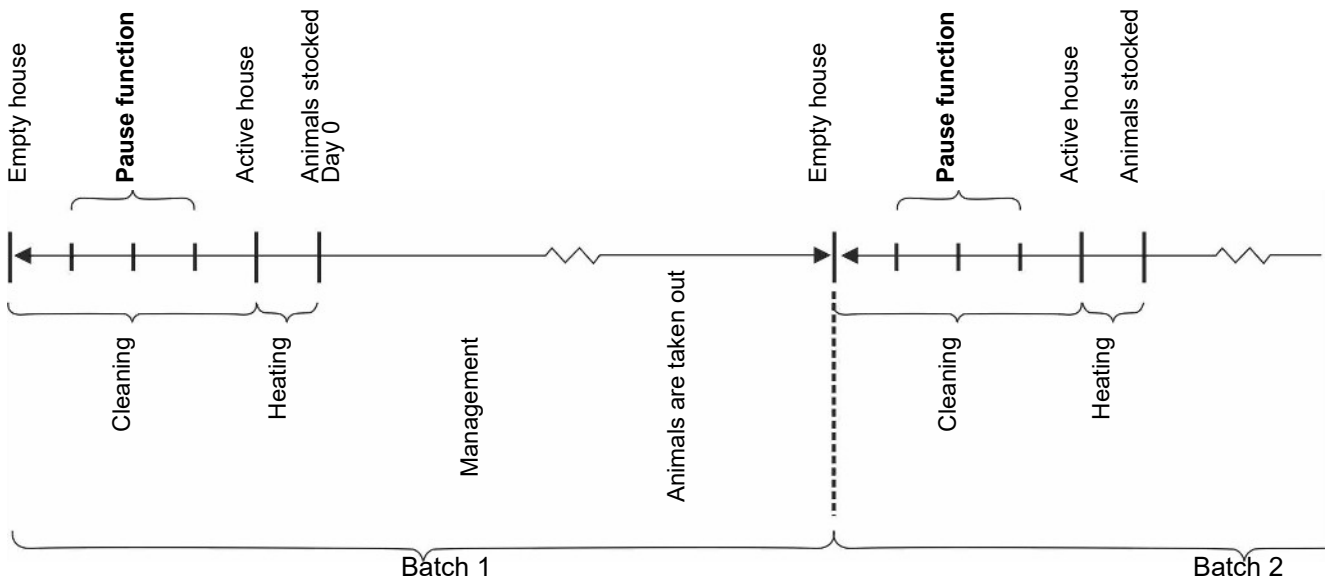 Empty house
Pause function
Active house
Animals stocked
Day 0
Empty house
Pause function
Active house
Animals stocked
Cleaning
Heating
Management
Animals are taken out
Cleaning
Heating
Batch 1
Batch 2